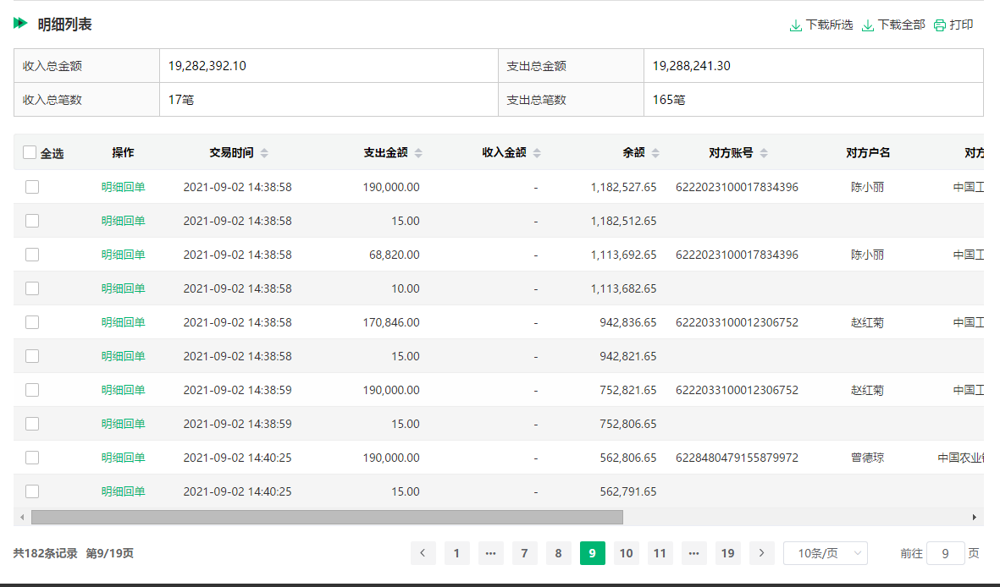 明细列表 下载所选 下载全部 打印
收入总金额 19,282,392.10 支出总金额 19,288,241.30
收入总笔数 17笔 支出总笔数 165笔
全选 操作 交易时间 支出金额 收入金额 余额 对方账号 对方户名 对方
明细回单 2021-09-02 14:38:58 190,000.00 - 1,182,527.65 6222023100017834396 陈小丽 中国工
明细回单 2021-09-02 14:38:58 15.00 - 1,182,512.65
明细回单 2021-09-02 14:38:58 68,820.00 - 1,113,692.65 6222023100017834396 陈小丽 中国工
明细回单 2021-09-02 14:38:58 10.00 - 1,113,682.65
明细回单 2021-09-02 14:38:58 170,846.00 - 942,836.65 6222033100012306752 赵红菊 中国工
明细回单 2021-09-02 14:38:58 15.00 - 942,821.65
明细回单 2021-09-02 14:38:59 190,000.00 - 752,821.65 6222033100012306752 赵红菊 中国工
明细回单 2021-09-02 14:38:59 15.00 - 752,806.65
明细回单 2021-09-02 14:40:25 190,000.00 - 562,806.65 6228480479155879972 曾德琼 中国农业
明细回单 2021-09-02 14:40:25 15.00 - 562,791.65
共182条记录 第9/19页 1 ··· 7 8 9 10 11 ··· 19 10条/页 前往 9 页